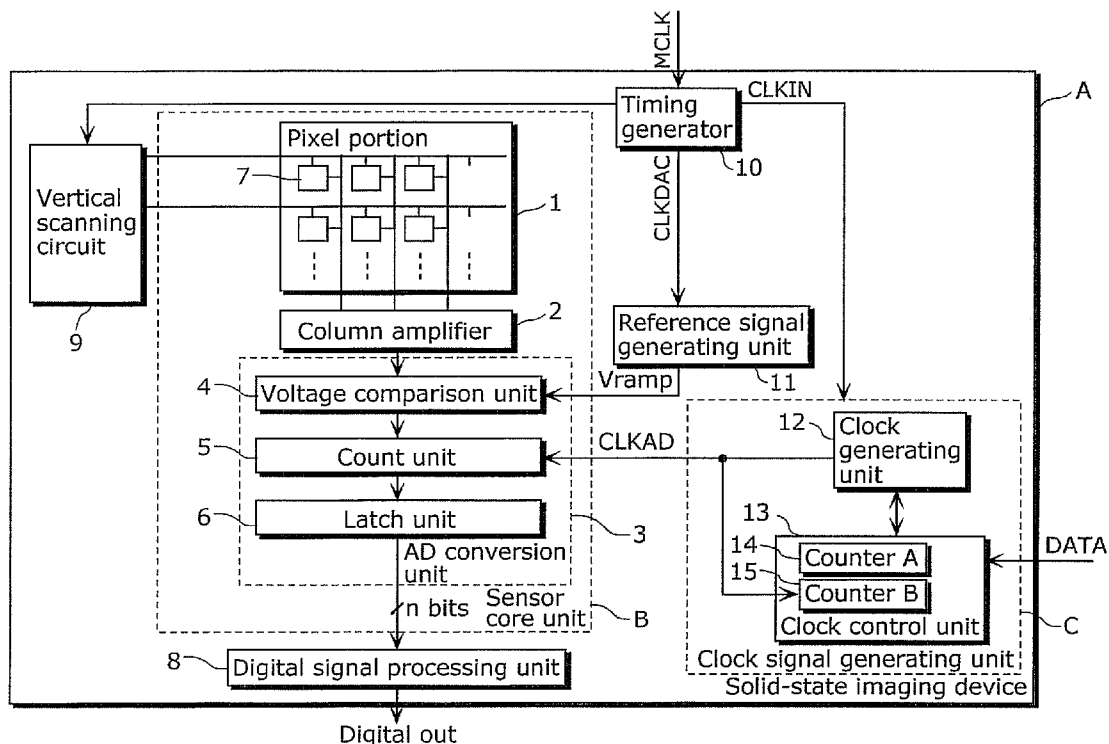 MCLK
CLKIN
A
Timing
generator
10
Pixel portion
7
1
CLKDAC
Vertical
scanning
circuit
9
2
Column amplifier
Reference signal
generating unit
11
Vramp
4
Voltage comparison unit
12
Clock
generating
unit
CLKAD
5
Count unit
6
Latch unit
3
13
14
Counter A
DATA
AD conversion
unit
15
Counter B
n bits
Sensor
core unit
B
Clock control unit
C
8
Digital signal processing unit
Clock signal generating unit
Solid-state imaging device
Digital out